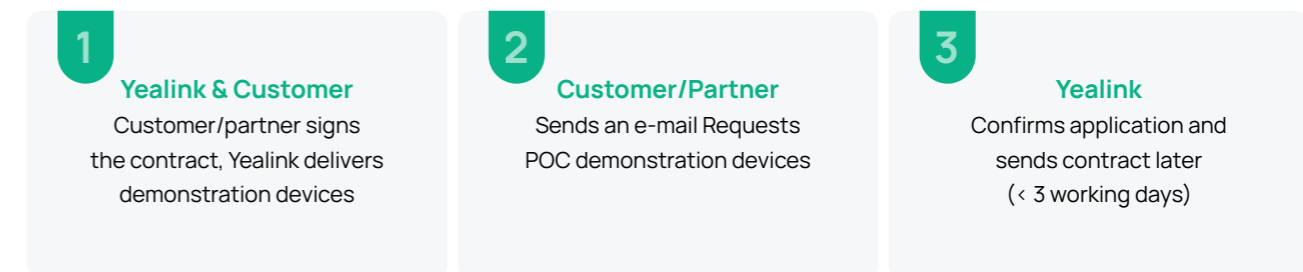 1
Yealink & Customer
Customer/partner signs
the contract, Yealink delivers
demonstration devices
2
Customer/Partner
Sends an e-mail Requests
POC demonstration devices
3
Yealink
Confirms application and
sends contract later
(< 3 working days)